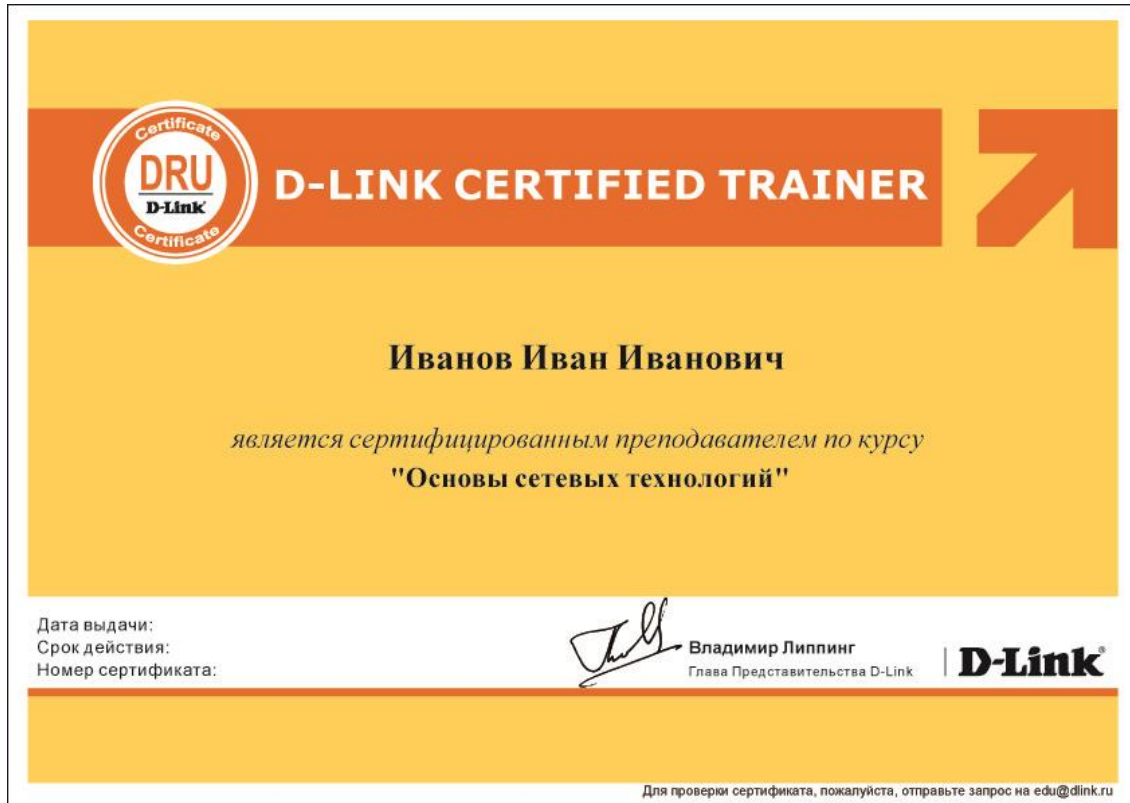 Certificate
DRU
D-Link
Certificate
D-LINK CERTIFIED TRAINER
Иванов Иван Иванович
является сертифицированным преподавателем по курсу
"Основы сетевых технологий"
Дата выдачи:
Срок действия:
Номер сертификата:
Владимир Липпинг
Глава Представительства D-Link
D-Link®
Для проверки сертификата, пожалуйста, отправьте запрос на edu@dlink.ru